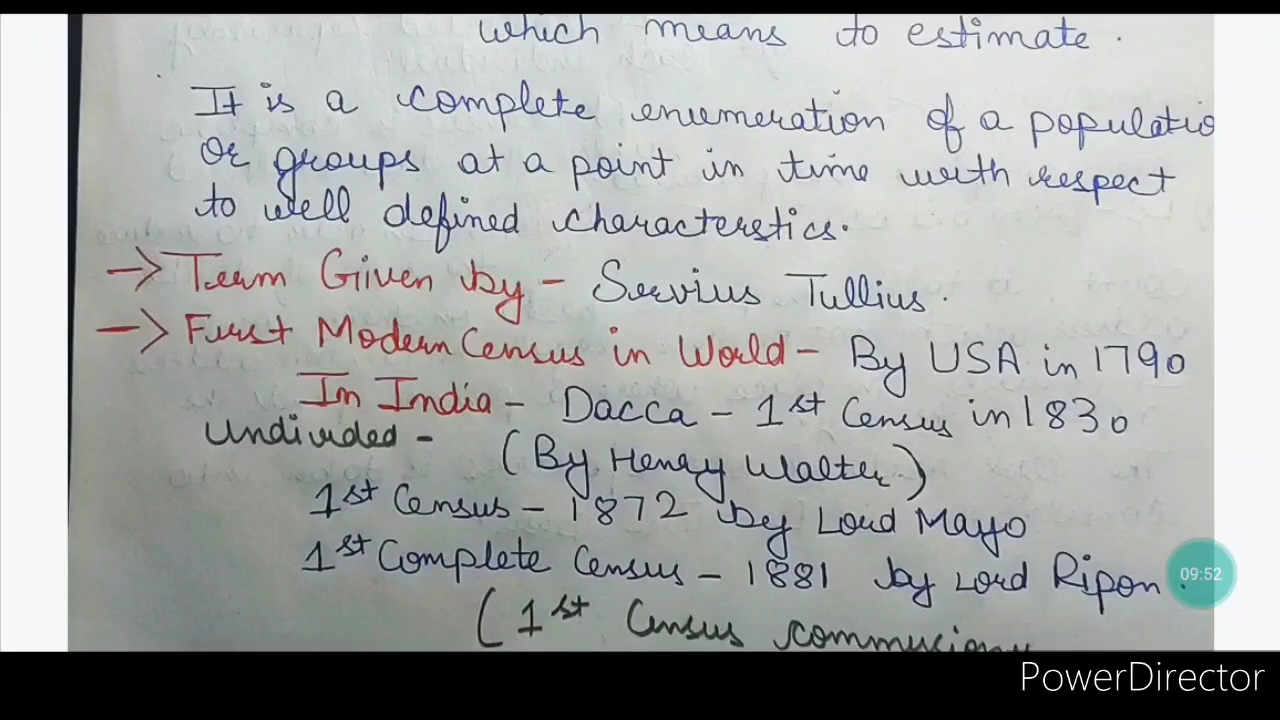 which means to estimate.
It is a complete enumeration of a populatio
Or groups at a point in time with respect
to well defined characterstics.
→ Term Given by - Servius Tullius.
→ First Modern Census in World - By USA in 1790
In India - Dacca - 1st Census in 1830
Undivided - (By Henry Walter)
1st Census - 1872 by Lord Mayo
1st Complete Census - 1881 by Lord Ripon.
09:52
(1st Census
PowerDirector